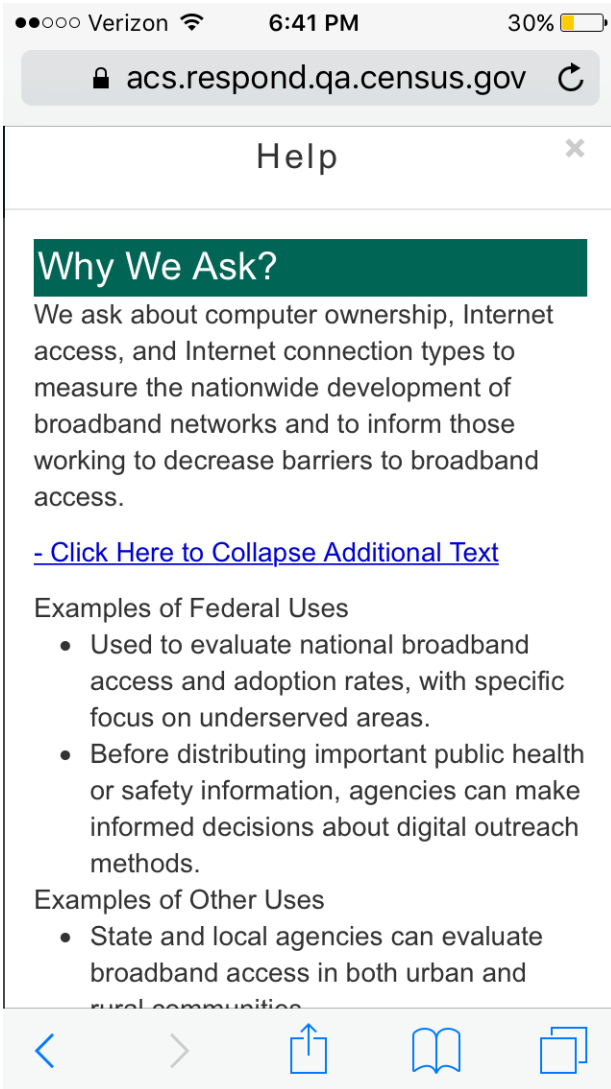 Verizon 6:41 PM 30%
acs.respond.qa.census.gov
Help ×
Why We Ask?
We ask about computer ownership, Internet
access, and Internet connection types to
measure the nationwide development of
broadband networks and to inform those
working to decrease barriers to broadband
access.
- Click Here to Collapse Additional Text
Examples of Federal Uses
• Used to evaluate national broadband
access and adoption rates, with specific
focus on underserved areas.
• Before distributing important public health
or safety information, agencies can make
informed decisions about digital outreach
methods.
Examples of Other Uses
• State and local agencies can evaluate
broadband access in both urban and
rural communities